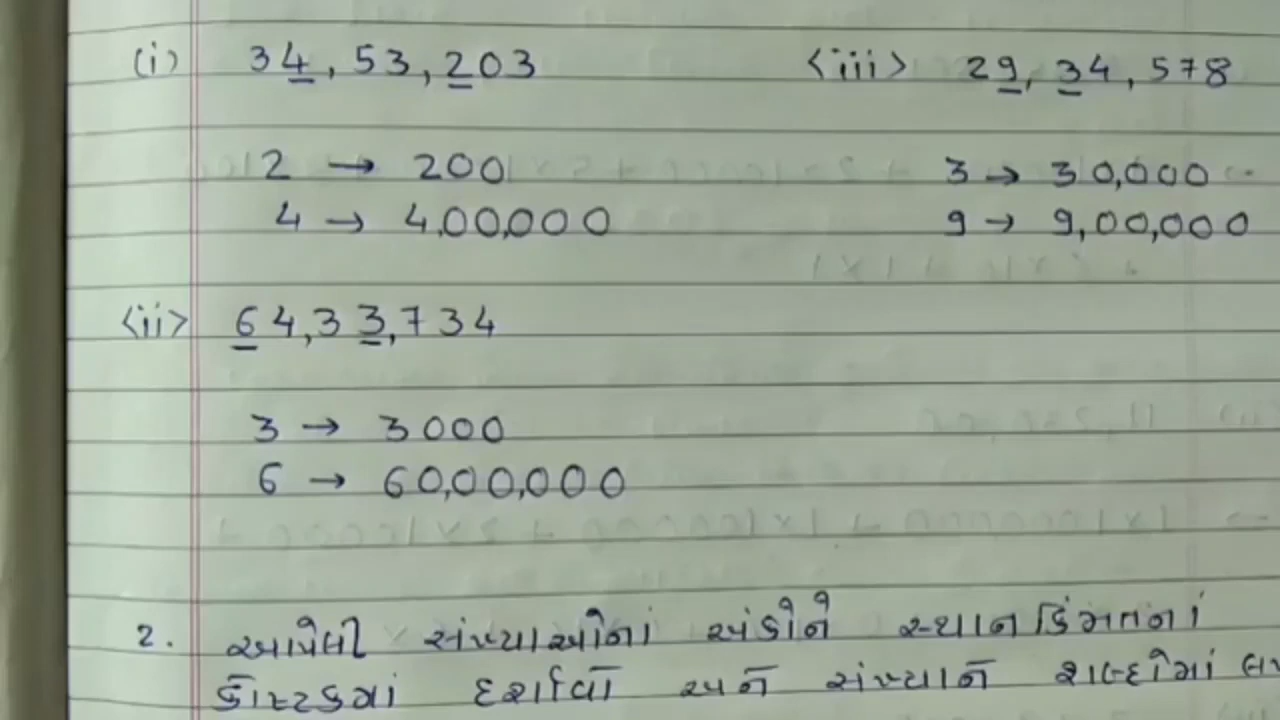 (i) 34, 53, 203
2 → 200
4 → 4,00,000
<ii> 64,33,734
3 → 3000
6 → 60,00,000
<iii> 29, 34, 578
3 → 30,000
9 → 9,00,000
2. આપેલી સંખ્યાઓના અંકોને સ્થાન કિંમતનાં
કોષ્ટકમાં દર્શાવો અને સંખ્યાને શબ્દોમાં